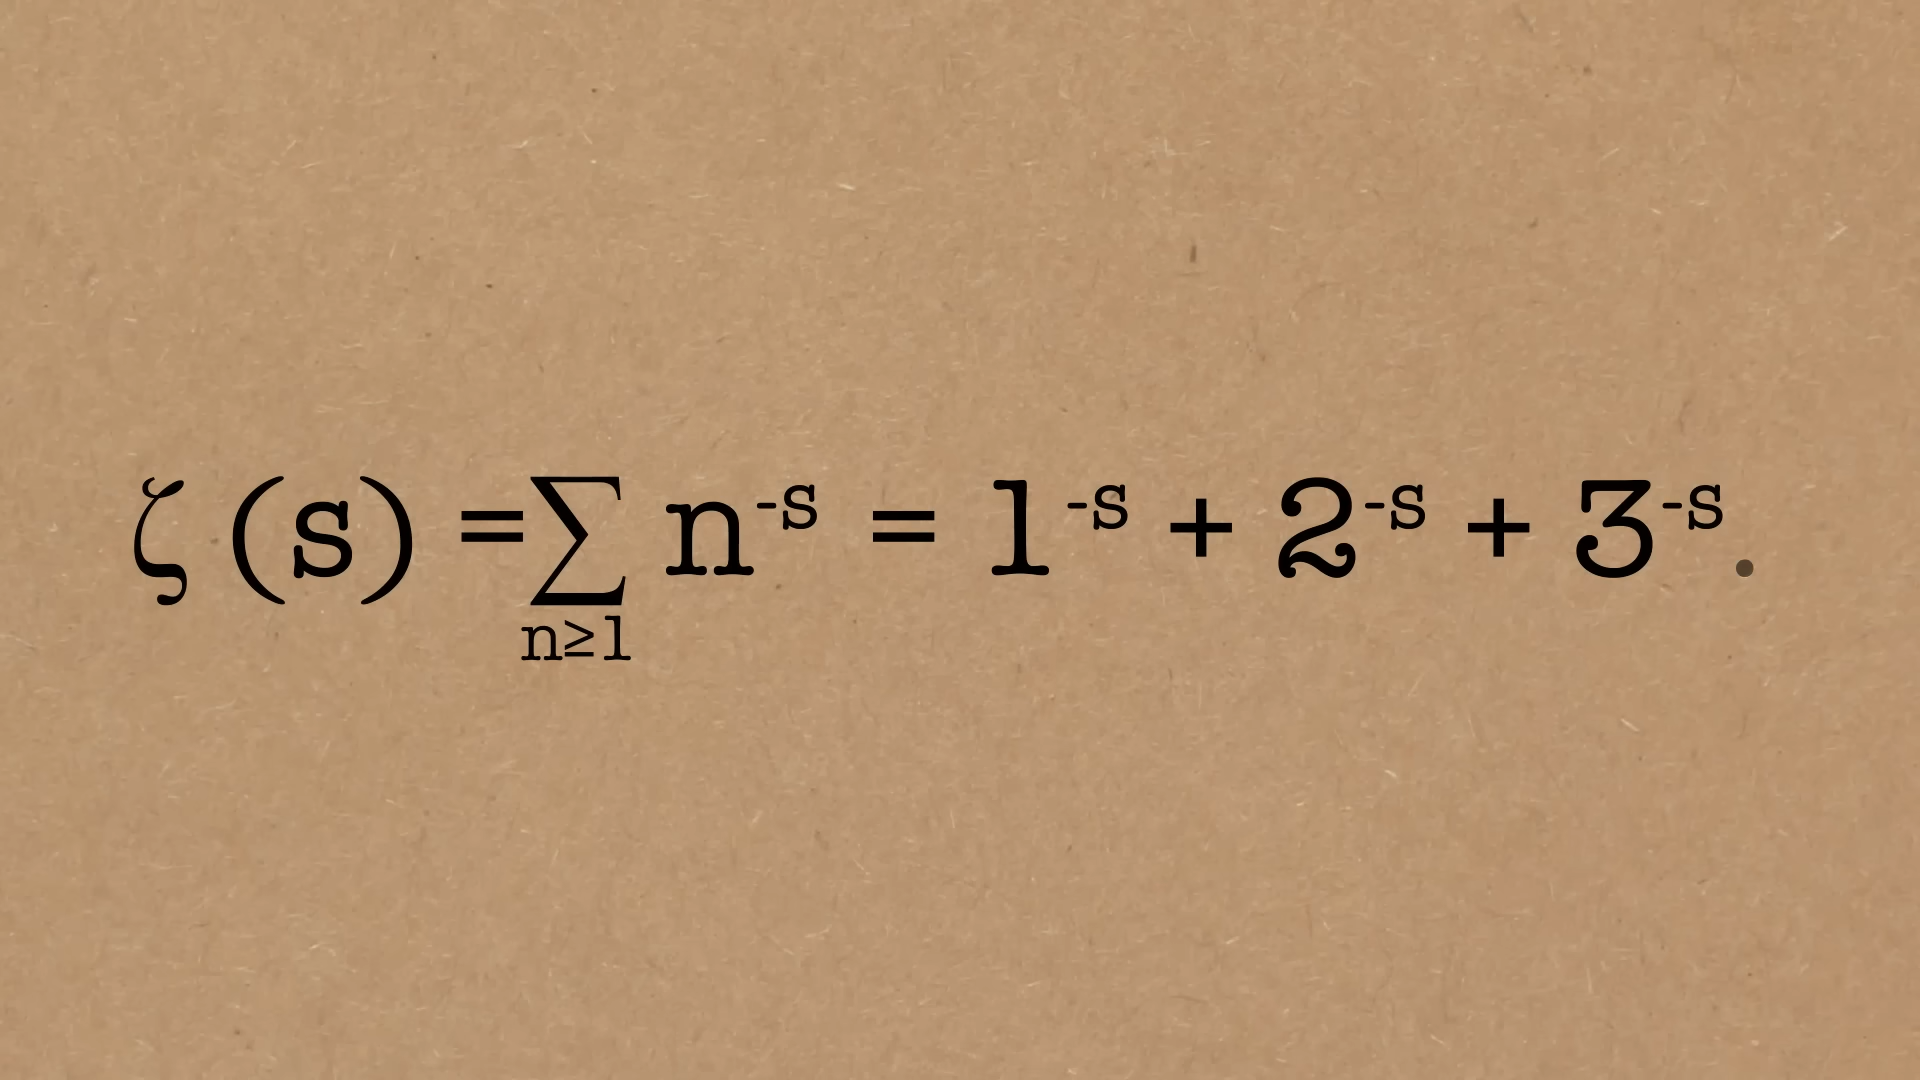 ζ(s) = ∑ n⁻ˢ = 1⁻ˢ + 2⁻ˢ + 3⁻ˢ.
n≥1